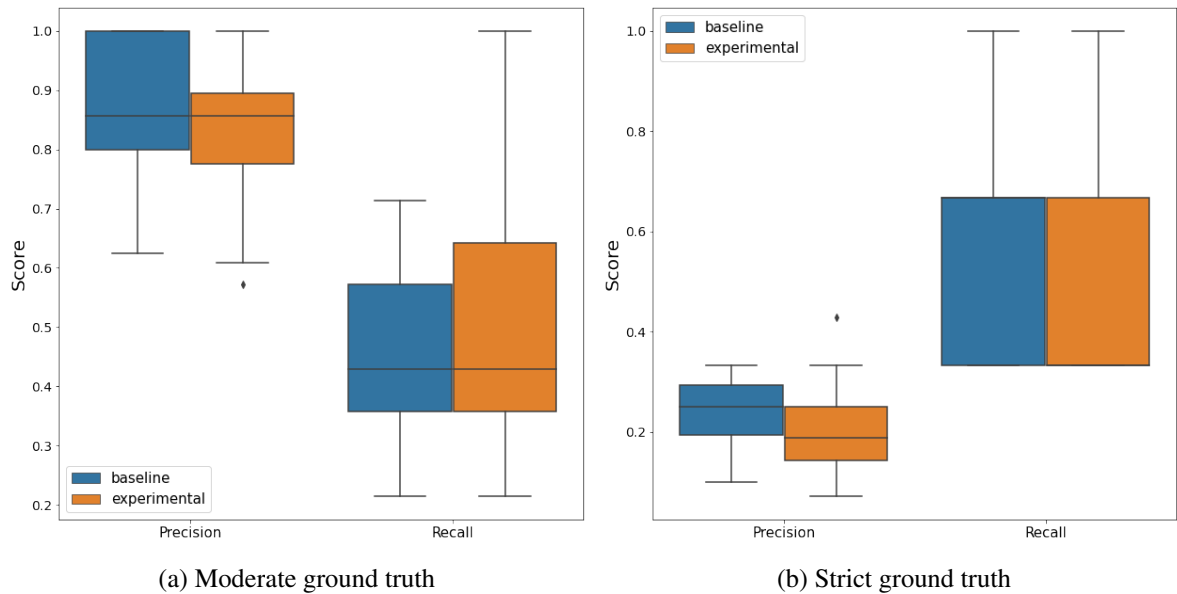 1.0
0.9
0.8
0.7
0.6
0.5
0.4
0.3
0.2
Score
baseline
experimental
Precision
Recall
(a) Moderate ground truth
baseline
experimental
1.0
0.8
0.6
0.4
0.2
Score
Precision
Recall
(b) Strict ground truth